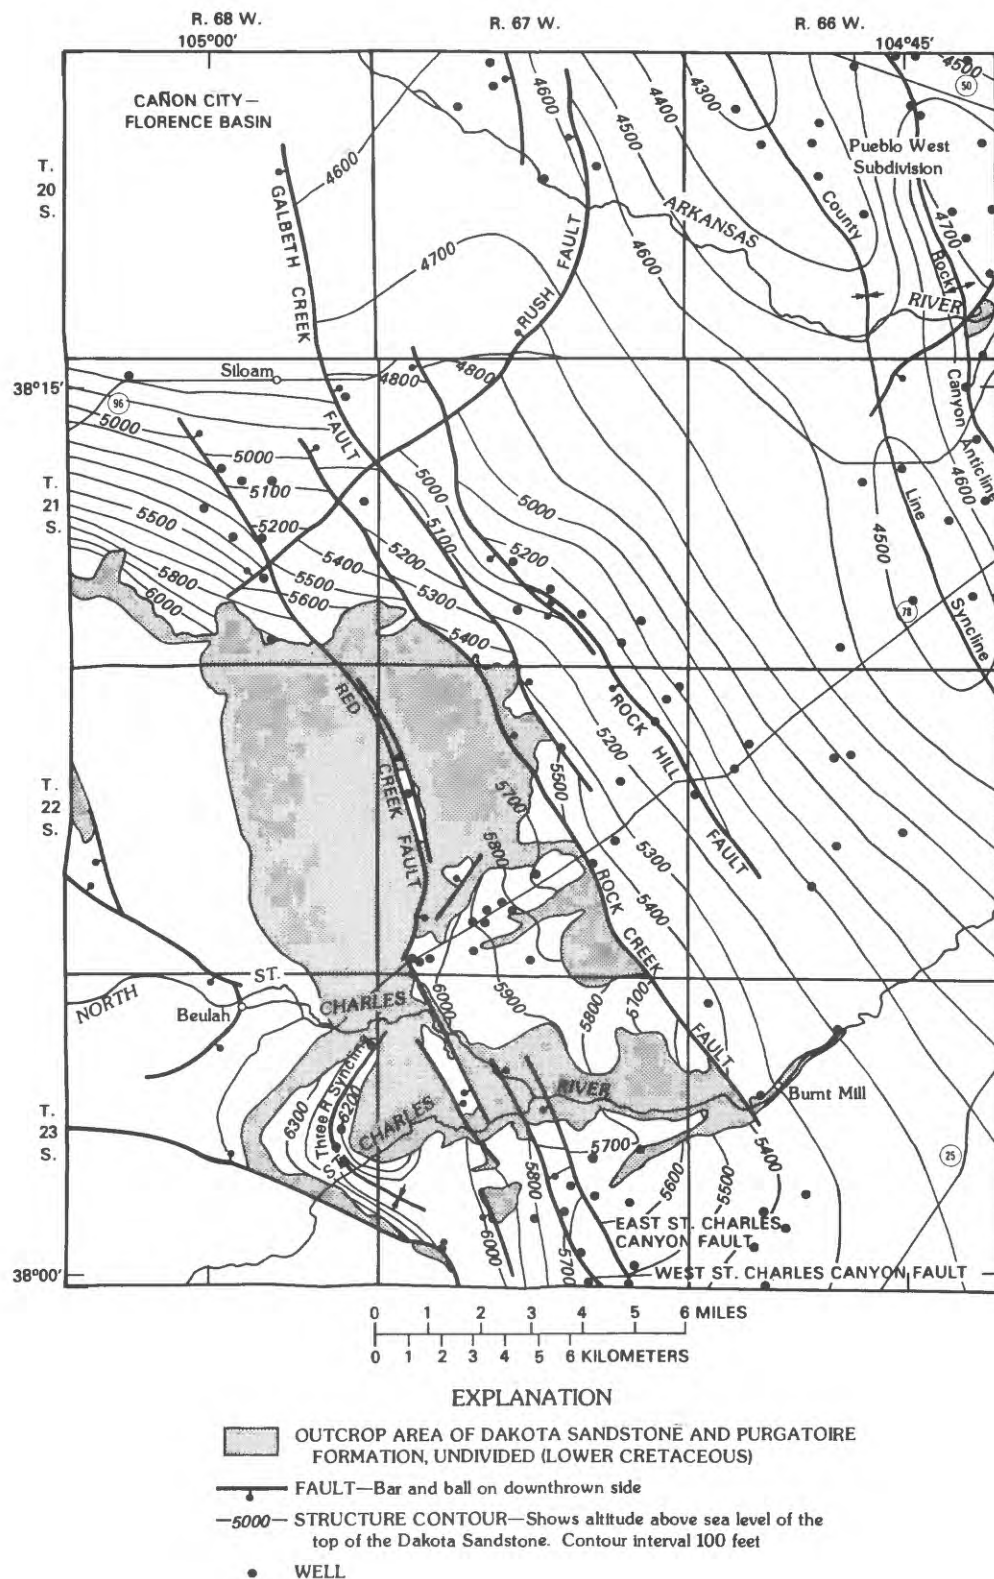 R. 68 W.
R. 67 W.
R. 66 W.
105°00'
104°45'
CAÑON CITY—
FLORENCE BASIN
T.
20
S.
4600
4700
GALBETH CREEK
FAULT
RUSH
FAULT
4600
4500
4400
4300
4600
ARKANSAS
RIVER
County
Line
Syncline
4500
50
Pueblo West
Subdivision
4700
Rock
Canyon
Anticline
4600
4500
38°15'
Siloam
96
4800
4800
T.
21
S.
5000
5000
5100
5200
5500
5400
5500
5600
5800
6000
5000
5100
5200
5300
5400
5000
5200
78
T.
22
S.
RED
CREEK
FAULT
ROCK
HILL
FAULT
5200
5500
5700
5800
5300
5400
ROCK
CREEK
FAULT
NORTH
ST.
CHARLES
Beulah
6000
5900
5800
5700
T.
23
S.
Three R Syncline
6300
6200
ST.
CHARLES
RIVER
Burnt Mill
5700
5800
5600
5500
5400
25
EAST ST. CHARLES
CANYON FAULT
6000
5700
WEST ST. CHARLES CANYON FAULT
38°00'
0 1 2 3 4 5 6 MILES
0 1 2 3 4 5 6 KILOMETERS
EXPLANATION
OUTCROP AREA OF DAKOTA SANDSTONE AND PURGATOIRE
FORMATION, UNDIVIDED (LOWER CRETACEOUS)
FAULT—Bar and ball on downthrown side
—5000— STRUCTURE CONTOUR—Shows altitude above sea level of the
top of the Dakota Sandstone. Contour interval 100 feet
WELL